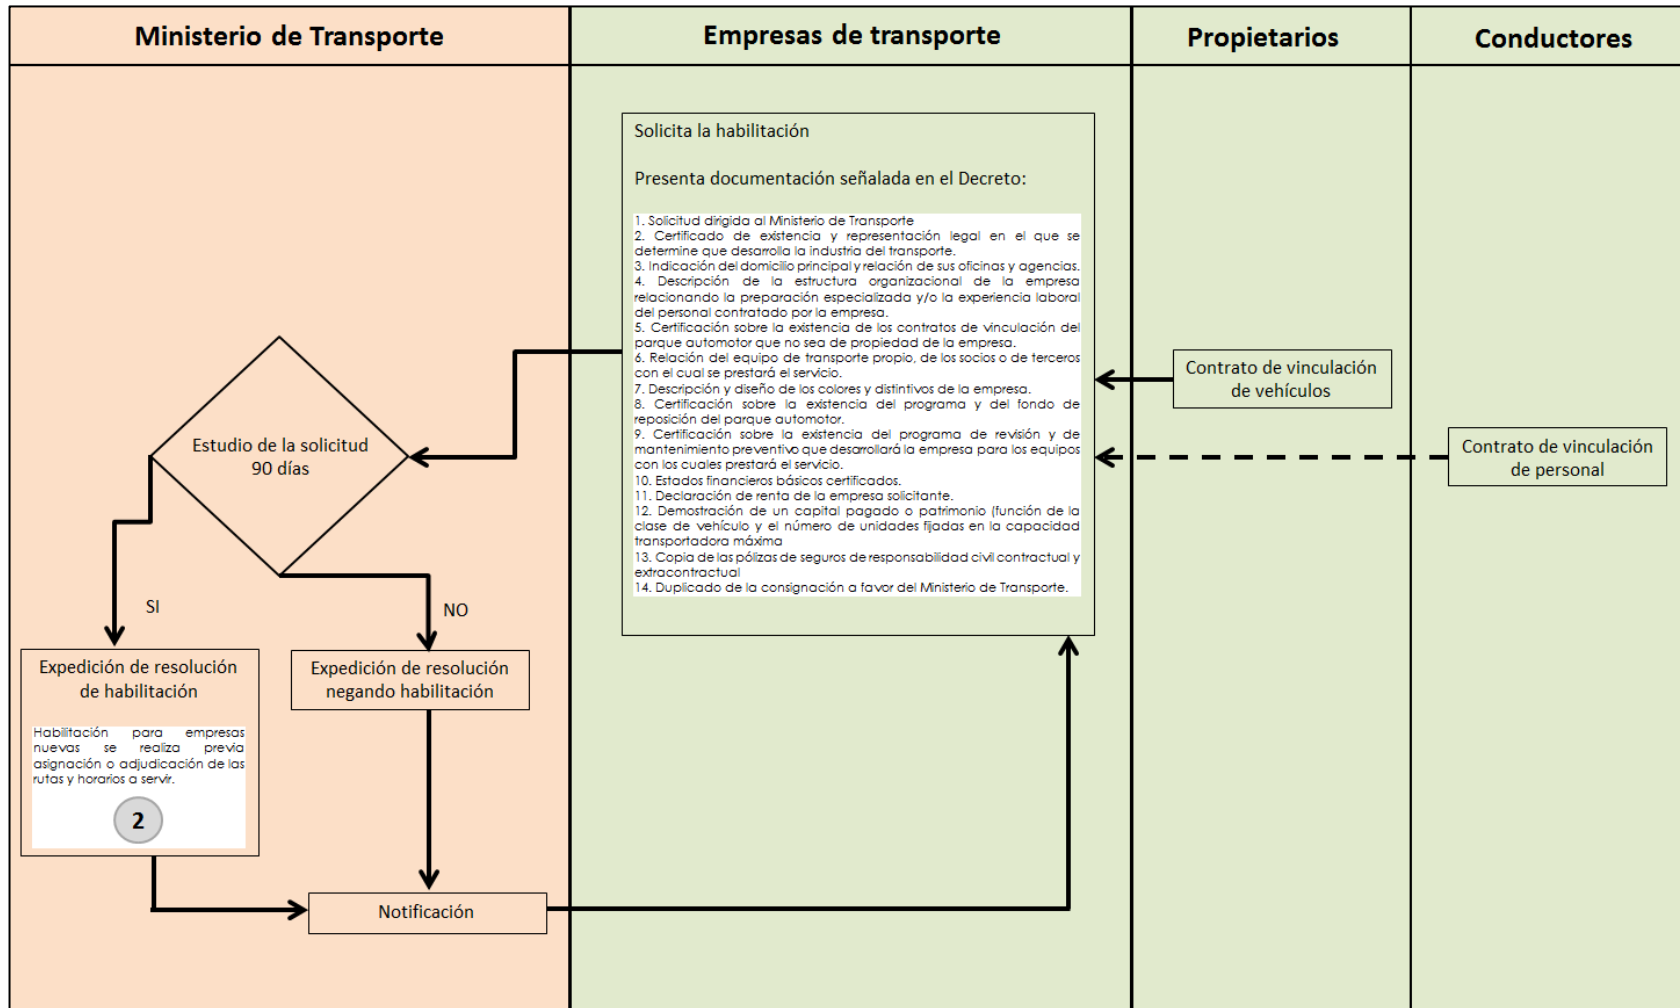 Ministerio de Transporte
Empresas de transporte
Propietarios
Conductores
Solicita la habilitación
Presenta documentación señalada en el Decreto:
1. Solicitud dirigida al Ministerio de Transporte
2. Certificado de existencia y representación legal en el que se
determine que desarrolla la industria del transporte.
3. Indicación del domicilio principal y relación de sus oficinas y agencias.
4. Descripción de la estructura organizacional de la empresa
relacionando la preparación especializada y/o la experiencia laboral
del personal contratado por la empresa.
5. Certificación sobre la existencia de los contratos de vinculación del
parque automotor que no sea de propiedad de la empresa.
6. Relación del equipo de transporte propio, de los socios o de terceros
con el cual se prestará el servicio.
7. Descripción y diseño de los colores y distintivos de la empresa.
8. Certificación sobre la existencia del programa y del fondo de
reposición del parque automotor.
9. Certificación sobre la existencia del programa de revisión y de
mantenimiento preventivo que desarrollará la empresa para los equipos
con los cuales prestará el servicio.
10. Estados financieros básicos certificados.
11. Declaración de renta de la empresa solicitante.
12. Demostración de un capital pagado o patrimonio (función de la
clase de vehículo y el número de unidades fijadas en la capacidad
transportadora máxima
13. Copia de las pólizas de seguros de responsabilidad civil contractual y
extracontractual
14. Duplicado de la consignación a favor del Ministerio de Transporte.
Contrato de vinculación
de vehículos
Contrato de vinculación
de personal
Estudio de la solicitud
90 días
SI
NO
Expedición de resolución
de habilitación
Habilitación para empresas
nuevas se realiza previa
asignación o adjudicación de las
rutas y horarios a servir.
2
Expedición de resolución
negando habilitación
Notificación